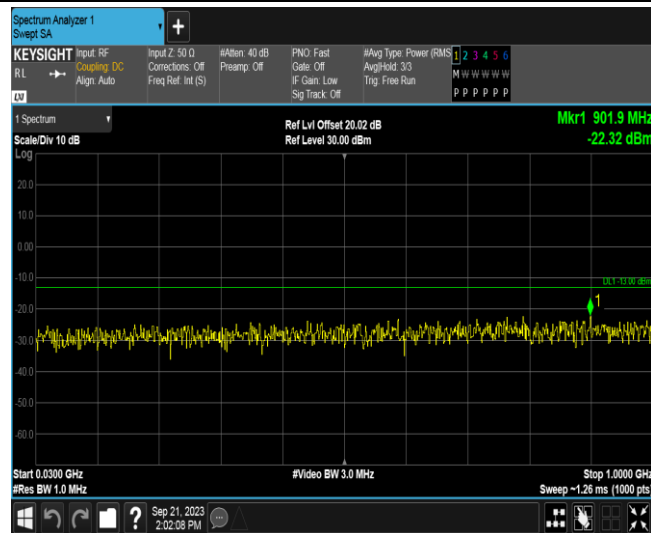 Spectrum Analyzer 1
Swept SA
+
KEYSIGHT
RL
LXI
Input: RF
Coupling: DC
Align: Auto
Input Z: 50 Ω
Corrections: Off
Freq Ref: Int (S)
#Atten: 40 dB
Preamp: Off
PNO: Fast
Gate: Off
IF Gain: Low
Sig Track: Off
#Avg Type: Power (RMS
Avg|Hold: 3/3
Trig: Free Run
1 2 3 4 5 6
M W W W W W
P P P P P P
1 Spectrum
Scale/Div 10 dB
Log
Ref Lvl Offset 20.02 dB
Ref Level 30.00 dBm
Mkr1 901.9 MHz
-22.32 dBm
20.0
10.0
0.00
-10.0
DL1 -13.00 dBm
1
-20.0
-30.0
-40.0
-50.0
-60.0
Start 0.0300 GHz
#Video BW 3.0 MHz
Stop 1.0000 GHz
#Res BW 1.0 MHz
Sweep ~1.26 ms (1000 pts)
?
Sep 21, 2023
2:02:08 PM